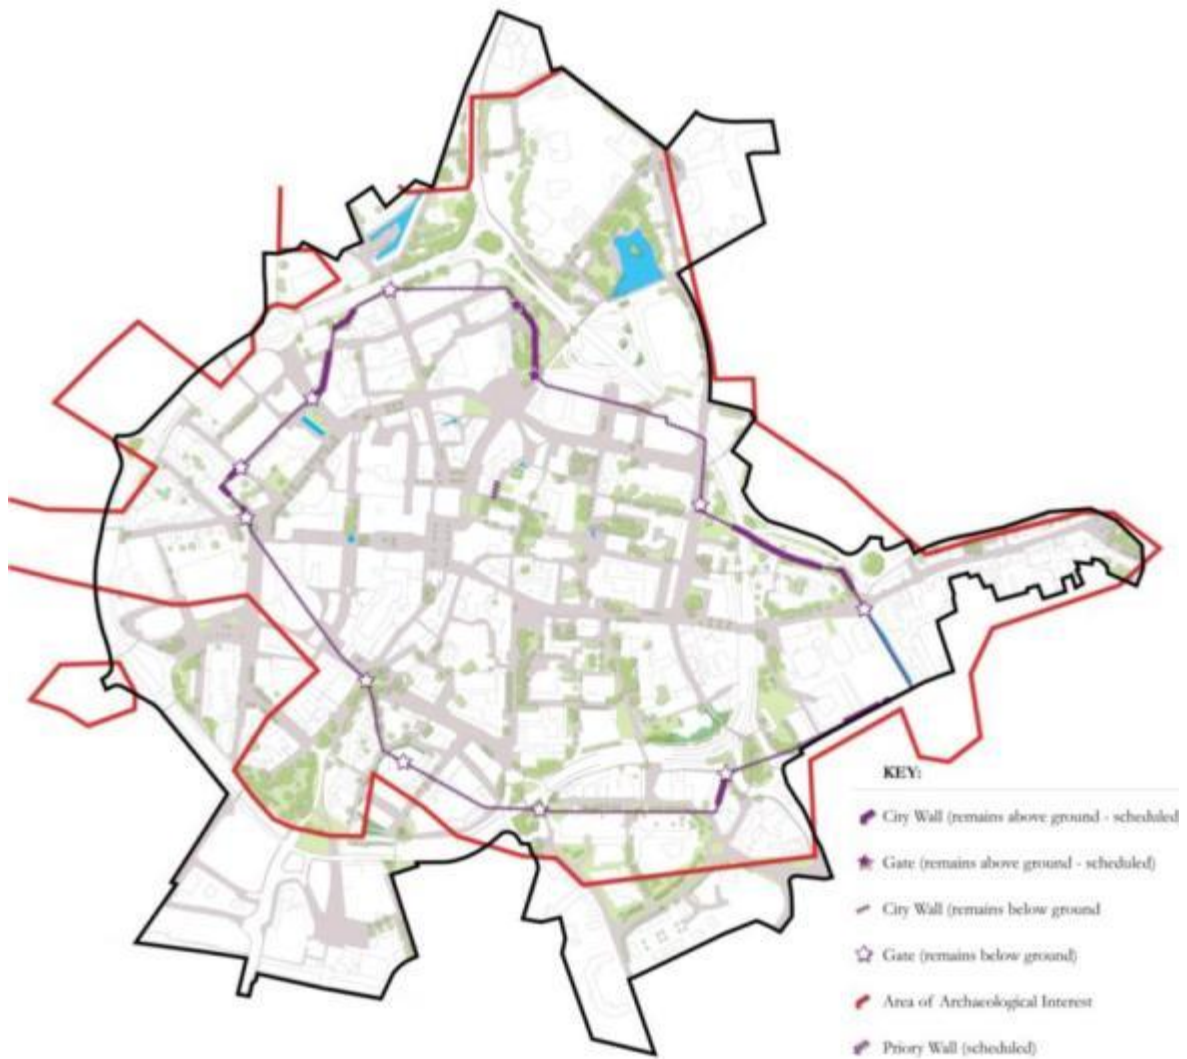 KEY:
City Wall (remains above ground - scheduled)
Gate (remains above ground - scheduled)
City Wall (remains below ground
Gate (remains below ground)
Area of Archaeological Interest
Priory Wall (scheduled)